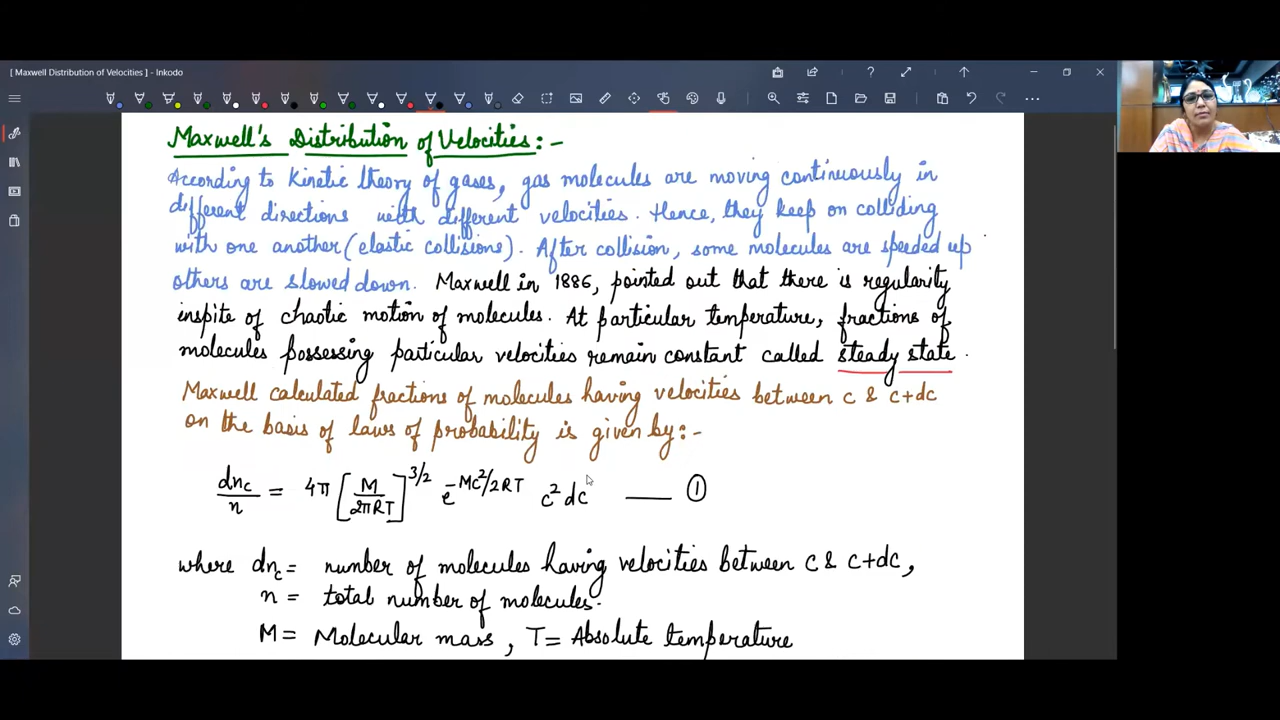 [ Maxwell Distribution of Velocities ] - Inkodo
Maxwell's Distribution of Velocities:-
According to kinetic theory of gases, gas molecules are moving continuously in
different directions with different velocities. Hence, they keep on colliding
with one another (elastic collisions). After collision, some molecules are speeded up
others are slowed down. Maxwell in 1886, pointed out that there is regularity
inspite of chaotic motion of molecules. At particular temperature, fractions of
molecules possessing particular velocities remain constant called steady state.
Maxwell calculated fractions of molecules having velocities between c & c+dc
on the basis of laws of probability is given by:-
dn_c/n = 4π [M/2πRT]^3/2 e^-Mc²/2RT c² dc —— ①
where dn_c = number of molecules having velocities between c & c+dc,
n = total number of molecules.
M = Molecular mass, T = Absolute temperature